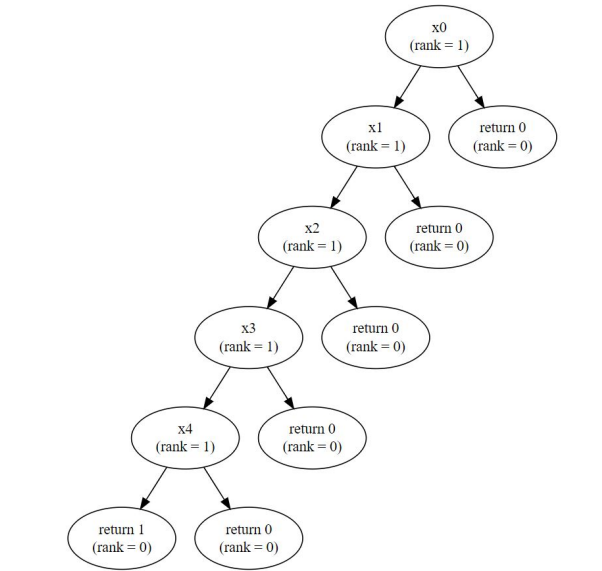 x0
(rank = 1)
x1
(rank = 1)
return 0
(rank = 0)
x2
(rank = 1)
return 0
(rank = 0)
x3
(rank = 1)
return 0
(rank = 0)
x4
(rank = 1)
return 0
(rank = 0)
return 1
(rank = 0)
return 0
(rank = 0)